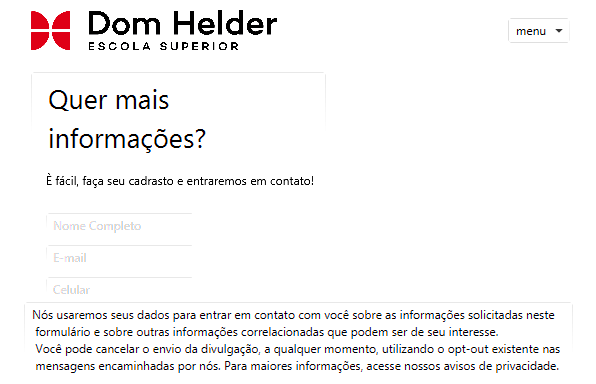 Dom Helder
ESCOLA SUPERIOR
menu
Quer mais
informações?
È fácil, faça seu cadrasto e entraremos em contato!
Nome Completo
E-mail
Celular
Nós usaremos seus dados para entrar em contato com você sobre as informações solicitadas neste
formulário e sobre outras informações correlacionadas que podem ser de seu interesse.
Você pode cancelar o envio da divulgação, a qualquer momento, utilizando o opt-out existente nas
mensagens encaminhadas por nós. Para maiores informações, acesse nossos avisos de privacidade.